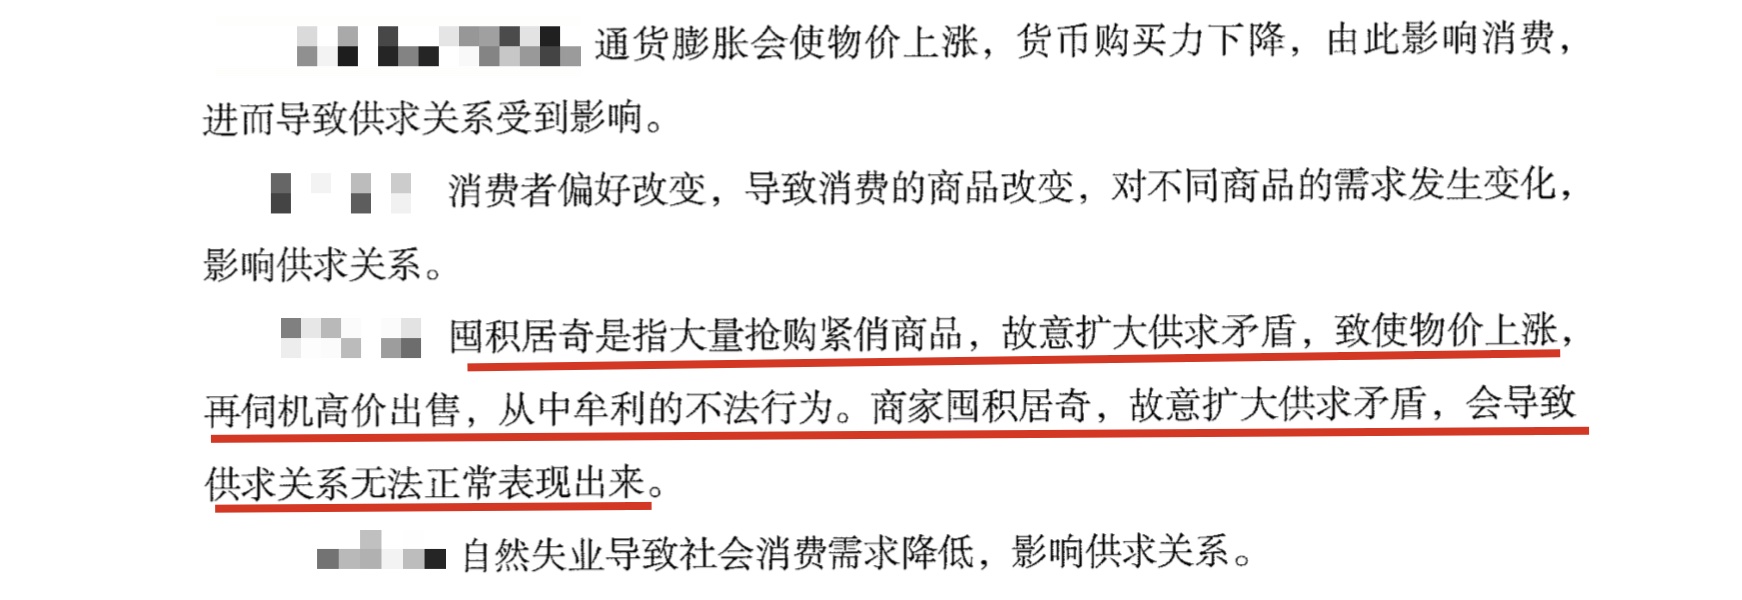 通货膨胀会使物价上涨，货币购买力下降，由此影响消费，
进而导致供求关系受到影响。
消费者偏好改变，导致消费的商品改变，对不同商品的需求发生变化，
影响供求关系。
囤积居奇是指大量抢购紧俏商品，故意扩大供求矛盾，致使物价上涨，
再伺机高价出售，从中牟利的不法行为。商家囤积居奇，故意扩大供求矛盾，会导致
供求关系无法正常表现出来。
自然失业导致社会消费需求降低，影响供求关系。